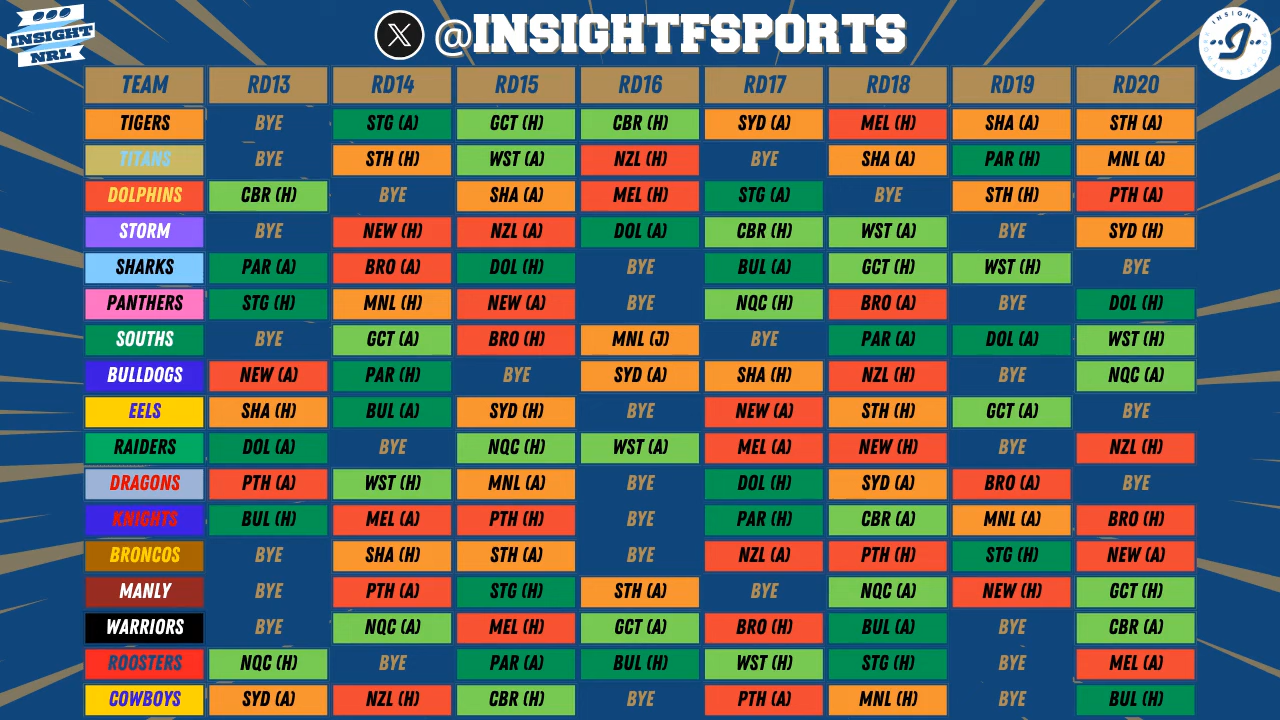 INSIGHT
NRL
@INSIGHTFSPORTS
INSIGHT
PODCAST NETWORK
TEAM RD13 RD14 RD15 RD16 RD17 RD18 RD19 RD20
TIGERS BYE STG (A) GCT (H) CBR (H) SYD (A) MEL (H) SHA (A) STH (A)
TITANS BYE STH (H) WST (A) NZL (H) BYE SHA (A) PAR (H) MNL (A)
DOLPHINS CBR (H) BYE SHA (A) MEL (H) STG (A) BYE STH (H) PTH (A)
STORM BYE NEW (H) NZL (A) DOL (A) CBR (H) WST (A) BYE SYD (H)
SHARKS PAR (A) BRO (A) DOL (H) BYE BUL (A) GCT (H) WST (H) BYE
PANTHERS STG (H) MNL (H) NEW (A) BYE NQC (H) BRO (A) BYE DOL (H)
SOUTHS BYE GCT (A) BRO (H) MNL (J) BYE PAR (A) DOL (A) WST (H)
BULLDOGS NEW (A) PAR (H) BYE SYD (A) SHA (H) NZL (H) BYE NQC (A)
EELS SHA (H) BUL (A) SYD (H) BYE NEW (A) STH (H) GCT (A) BYE
RAIDERS DOL (A) BYE NQC (H) WST (A) MEL (A) NEW (H) BYE NZL (H)
DRAGONS PTH (A) WST (H) MNL (A) BYE DOL (H) SYD (A) BRO (A) BYE
KNIGHTS BUL (H) MEL (A) PTH (H) BYE PAR (H) CBR (A) MNL (A) BRO (H)
BRONCOS BYE SHA (H) STH (A) BYE NZL (A) PTH (H) STG (H) NEW (A)
MANLY BYE PTH (A) STG (H) STH (A) BYE NQC (A) NEW (H) GCT (H)
WARRIORS BYE NQC (A) MEL (H) GCT (A) BRO (H) BUL (A) BYE CBR (A)
ROOSTERS NQC (H) BYE PAR (A) BUL (H) WST (H) STG (H) BYE MEL (A)
COWBOYS SYD (A) NZL (H) CBR (H) BYE PTH (A) MNL (H) BYE BUL (H)